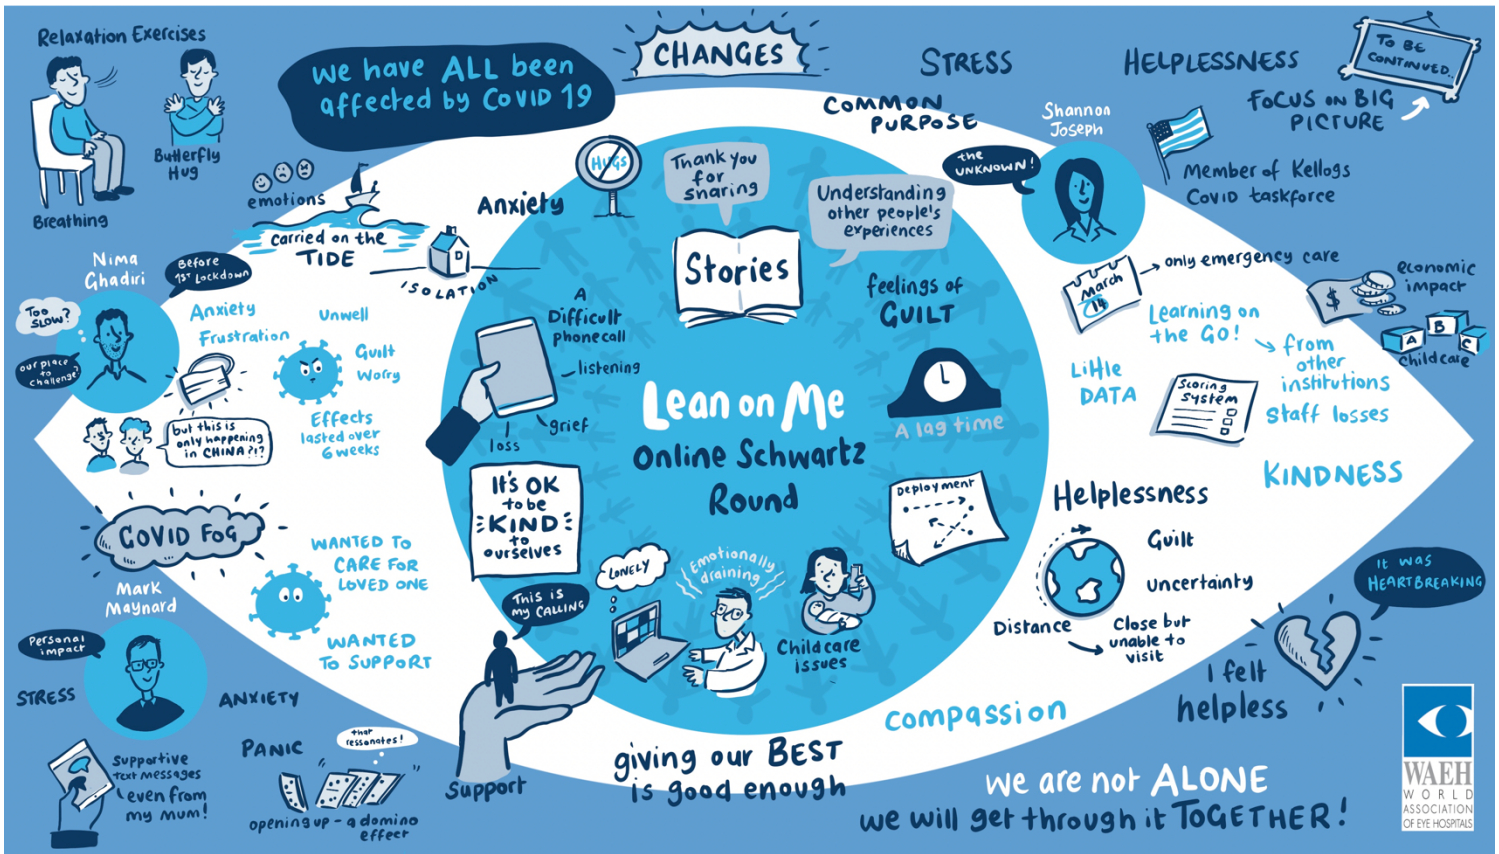 Relaxation Exercises
Breathing
Butterfly
Hug
we have ALL been
affected by COVID 19
CHANGES
STRESS
HELPLESSNESS
TO BE
CONTINUED..
FOCUS ON BIG
PICTURE
COMMON
PURPOSE
emotions
carried on the
TIDE
ISOLATION
Anxiety
HUGS
Thank you
for
sharing
Understanding
other people's
experiences
Stories
feelings of
GUILT
the
UNKNOWN!
Shannon
Joseph
Member of Kellogs
Covid taskforce
March
14
only emergency care
economic
impact
$
A B C
Childcare
Learning on
the GO!
from
other
institutions
Staff losses
Little
DATA
Scoring
System
KINDNESS
Nima
Ghadiri
Before
1st Lockdown
Too
SLOW?
our place
to
challenge?
Anxiety
Frustration
Unwell
Guilt
Worry
but this is
only happening
in CHINA?!?
Effects
lasted over
6 weeks
A
Difficult
phonecall
listening
grief
loss
Lean on Me
Online Schwartz
Round
A lag time
It's OK
to be
KIND
to
ourselves
Deployment
Helplessness
Guilt
uncertainty
Distance
Close but
unable to
visit
COVID FOG
WANTED TO
CARE FOR
LOVED ONE
WANTED
TO SUPPORT
Mark
Maynard
Personal
impact
STRESS
ANXIETY
PANIC
Supportive
text messages
even from
my mum!
that
ressonates!
opening up - a domino
effect
This is
my CALLING
Support
LONELY
Emotionally
draining
Childcare
issues
giving our BEST
is good enough
compassion
IT WAS
HEARTBREAKING
I felt
helpless
we are not ALONE
we will get through it TOGETHER!
WAEH
WORLD
ASSOCIATION
OF EYE HOSPITALS